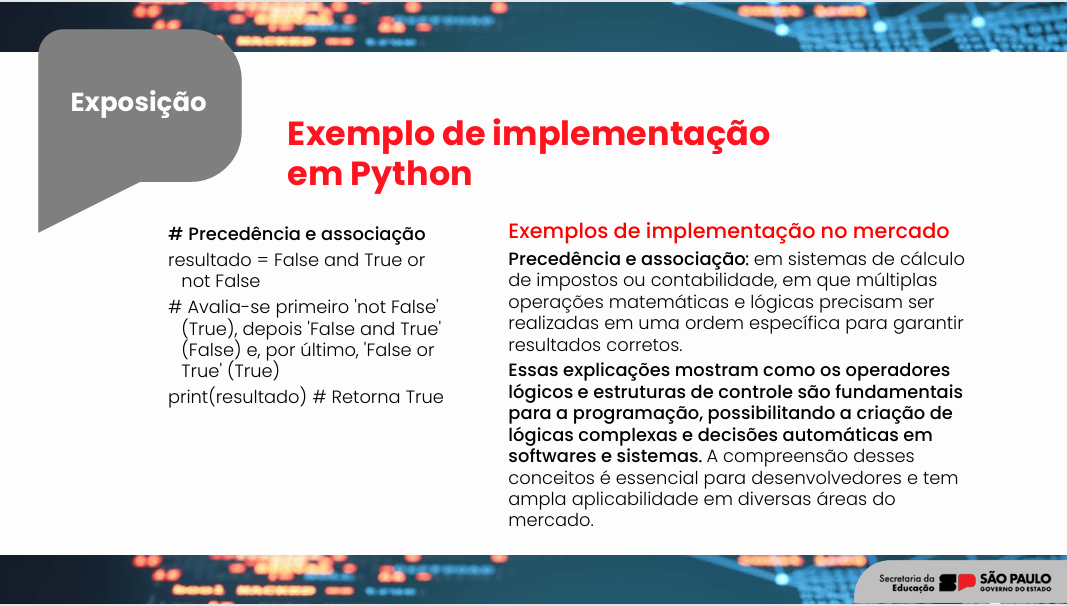 Exposição
Exemplo de implementação
em Python
# Precedência e associação
resultado = False and True or
not False
# Avalia-se primeiro 'not False'
(True), depois 'False and True'
(False) e, por último, 'False or
True' (True)
print(resultado) # Retorna True
Exemplos de implementação no mercado
Precedência e associação: em sistemas de cálculo
de impostos ou contabilidade, em que múltiplas
operações matemáticas e lógicas precisam ser
realizadas em uma ordem específica para garantir
resultados corretos.
Essas explicações mostram como os operadores
lógicos e estruturas de controle são fundamentais
para a programação, possibilitando a criação de
lógicas complexas e decisões automáticas em
softwares e sistemas. A compreensão desses
conceitos é essencial para desenvolvedores e tem
ampla aplicabilidade em diversas áreas do
mercado.
Secretaria da
Educação
SÃO PAULO
GOVERNO DO ESTADO